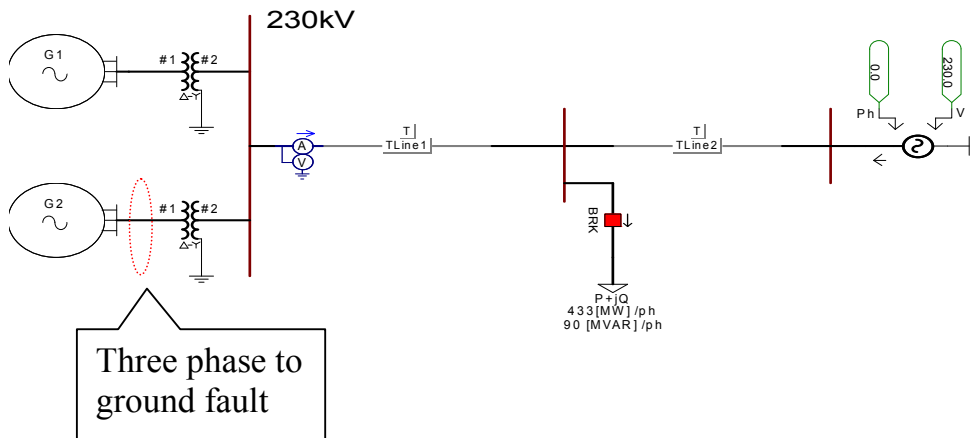 230kV
G1
#1
#2
Δ-Y
A
V
T
TLine1
T
TLine2
0.0
230.0
Ph
V
G2
#1
#2
Δ-Y
BRK
P+jQ
433[MW] /ph
90 [MVAR] /ph
Three phase to
ground fault